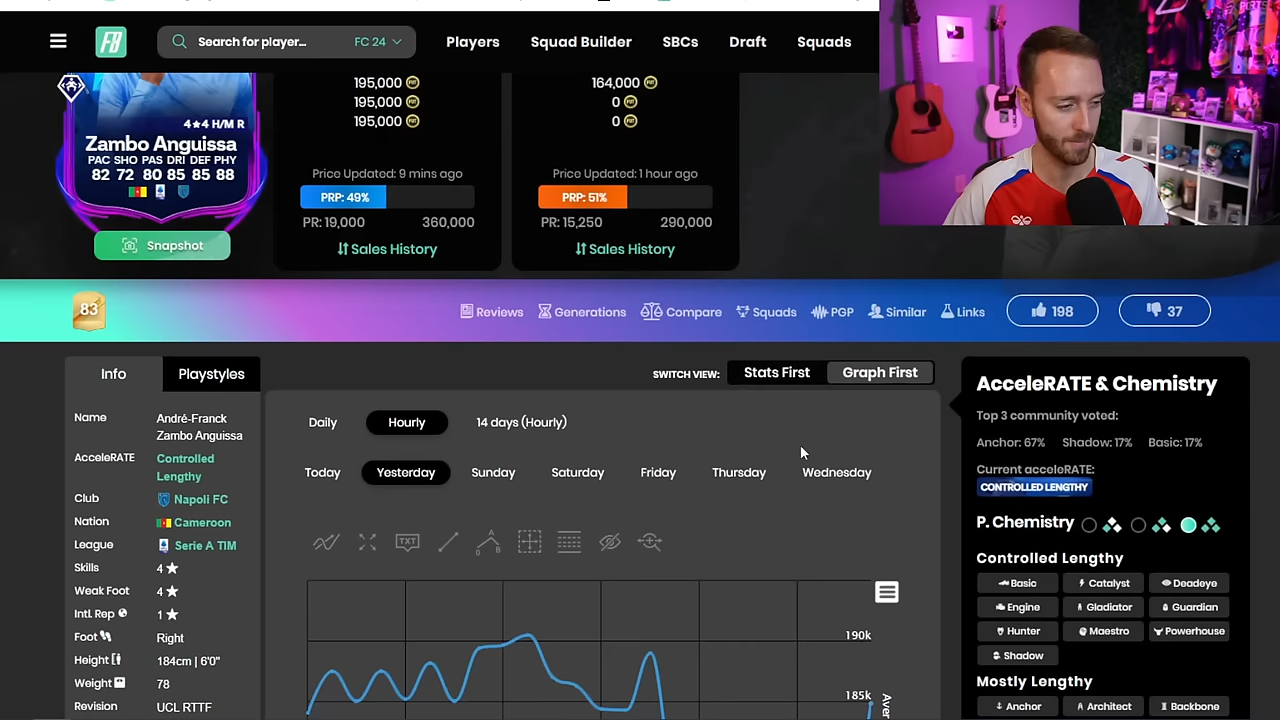 FB
Search for player...
FC 24
Players
Squad Builder
SBCs
Draft
Squads
4★4 H/M R
Zambo Anguissa
PAC SHO PAS DRI DEF PHY
82 72 80 85 85 88
Snapshot
195,000
195,000
195,000
Price Updated: 9 mins ago
PRP: 49%
PR: 19,000
360,000
Sales History
164,000
0
0
Price Updated: 1 hour ago
PRP: 51%
PR: 15,250
290,000
Sales History
83
Reviews
Generations
Compare
Squads
PGP
Similar
Links
198
37
Info
Playstyles
SWITCH VIEW:
Stats First
Graph First
Name
André-Franck
Zambo Anguissa
AcceleRATE
Controlled
Lengthy
Club
Napoli FC
Nation
Cameroon
League
Serie A TIM
Skills
4★
Weak Foot
4★
Intl. Rep
1★
Foot
Right
Height
184cm | 6'0"
Weight
78
Revision
UCL RTTF
Daily
Hourly
14 days (Hourly)
Today
Yesterday
Sunday
Saturday
Friday
Thursday
Wednesday
TXT
190k
185k
Aver
AcceleRATE & Chemistry
Top 3 community voted:
Anchor: 67%
Shadow: 17%
Basic: 17%
Current acceleRATE:
CONTROLLED LENGTHY
P. Chemistry
Controlled Lengthy
Basic
Catalyst
Deadeye
Engine
Gladiator
Guardian
Hunter
Maestro
Powerhouse
Shadow
Mostly Lengthy
Anchor
Architect
Backbone